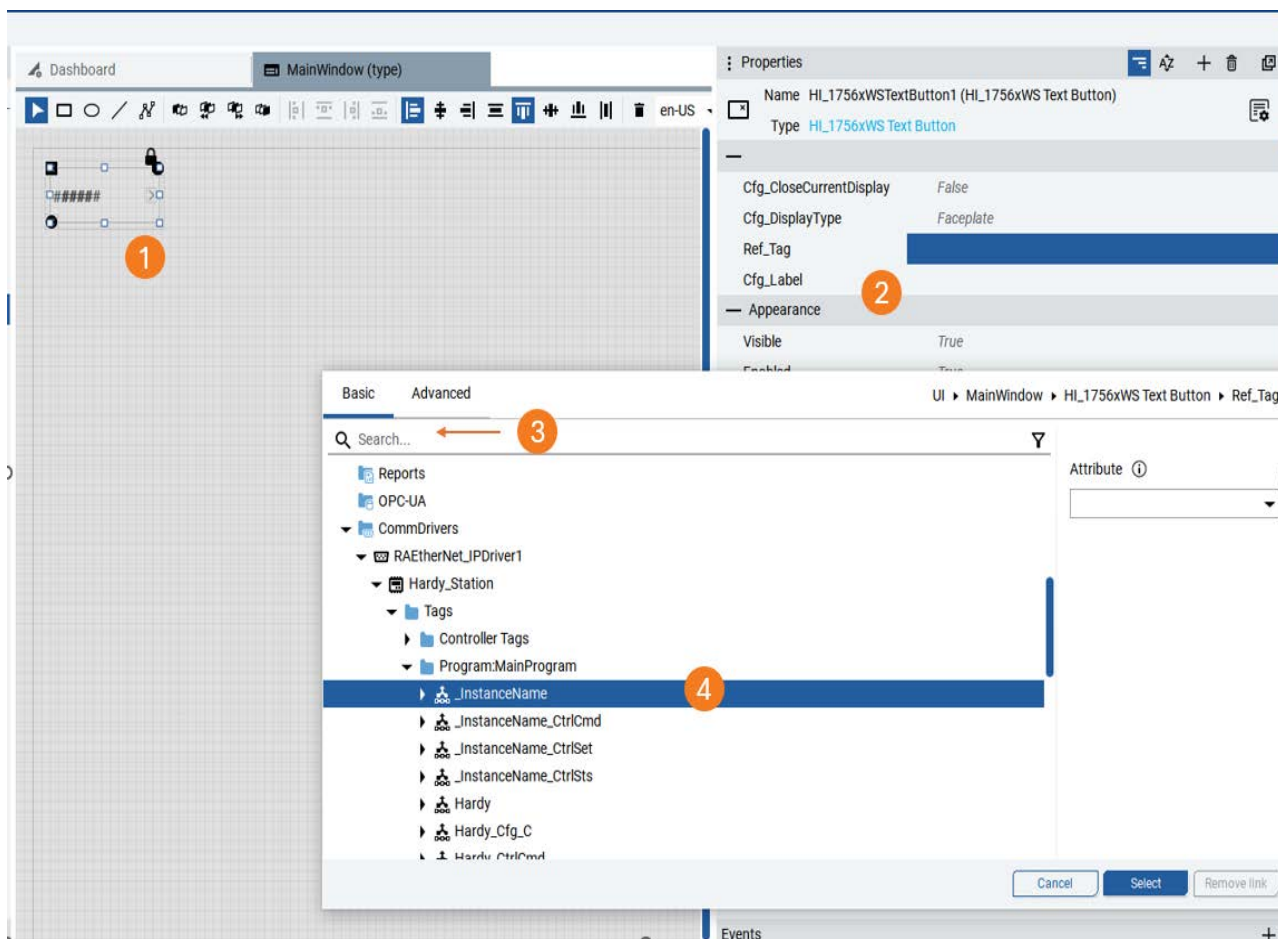 Dashboard
MainWindow (type)
Properties
en-US
Name HI_1756xWSTextButton1 (HI_1756xWS Text Button)
Type HI_1756xWS Text Button
Cfg_CloseCurrentDisplay False
Cfg_DisplayType Faceplate
Ref_Tag
Cfg_Label
Appearance
Visible True
Enabled True
######
1
2
Basic Advanced
UI ▸ MainWindow ▸ HI_1756xWS Text Button ▸ Ref_Tag
Search...
3
Attribute
Reports
OPC-UA
CommDrivers
RAEtherNet_IPDriver1
Hardy_Station
Tags
Controller Tags
Program:MainProgram
_InstanceName
4
_InstanceName_CtrlCmd
_InstanceName_CtrlSet
_InstanceName_CtrlSts
Hardy
Hardy_Cfg_C
Hardy_CtrlCmd
Cancel Select Remove link
Events